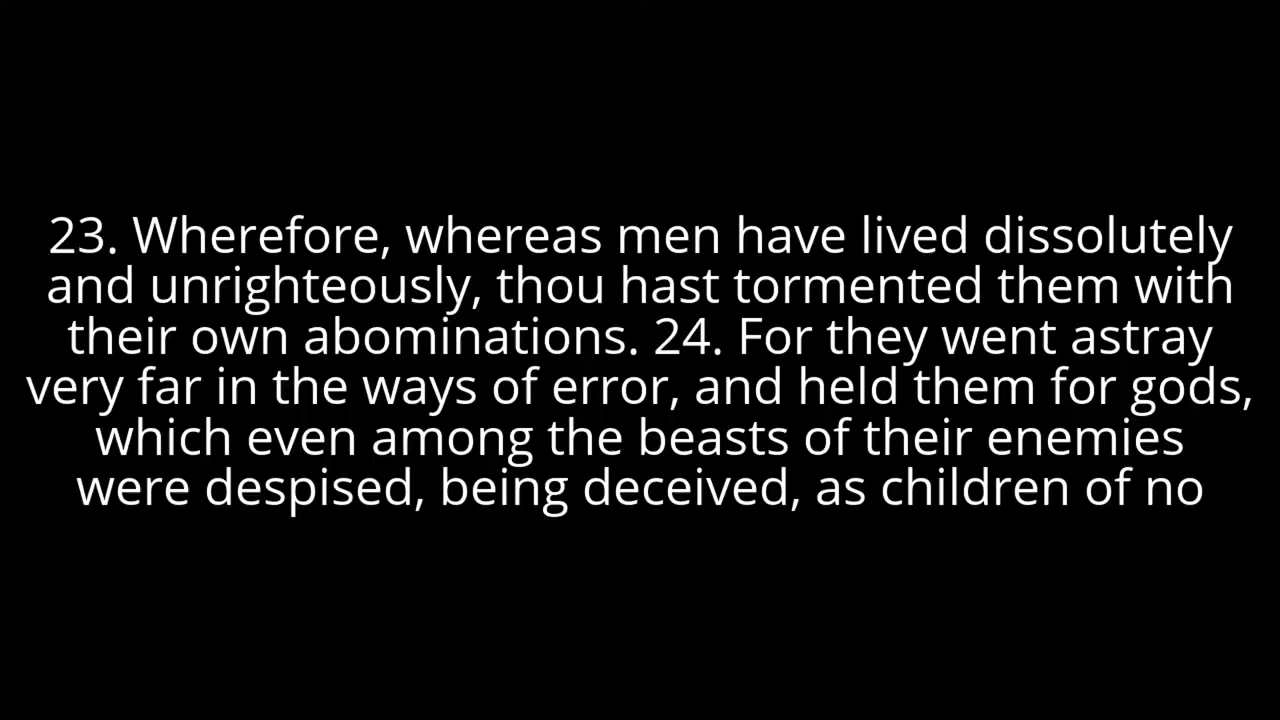 23. Wherefore, whereas men have lived dissolutely
and unrighteously, thou hast tormented them with
their own abominations. 24. For they went astray
very far in the ways of error, and held them for gods,
which even among the beasts of their enemies
were despised, being deceived, as children of no